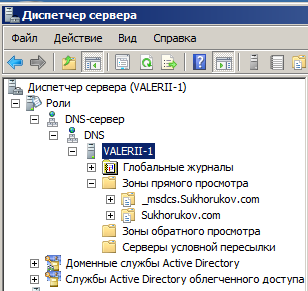 Диспетчер сервера
Файл Действие Вид Справка
Диспетчер сервера (VALERII-1)
Роли
DNS-сервер
DNS
VALERII-1
Глобальные журналы
Зоны прямого просмотра
_msdcs.Sukhorukov.com
Sukhorukov.com
Зоны обратного просмотра
Серверы условной пересылки
Доменные службы Active Directory
Службы Active Directory облегченного доступа